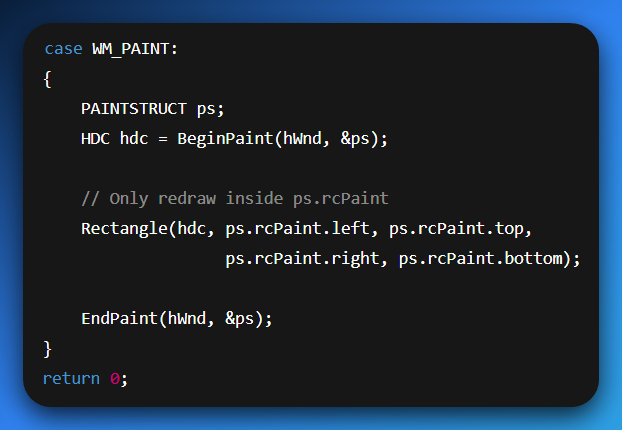 case WM_PAINT:
{
    PAINTSTRUCT ps;
    HDC hdc = BeginPaint(hWnd, &ps);

    // Only redraw inside ps.rcPaint
    Rectangle(hdc, ps.rcPaint.left, ps.rcPaint.top,
                   ps.rcPaint.right, ps.rcPaint.bottom);

    EndPaint(hWnd, &ps);
}
return 0;